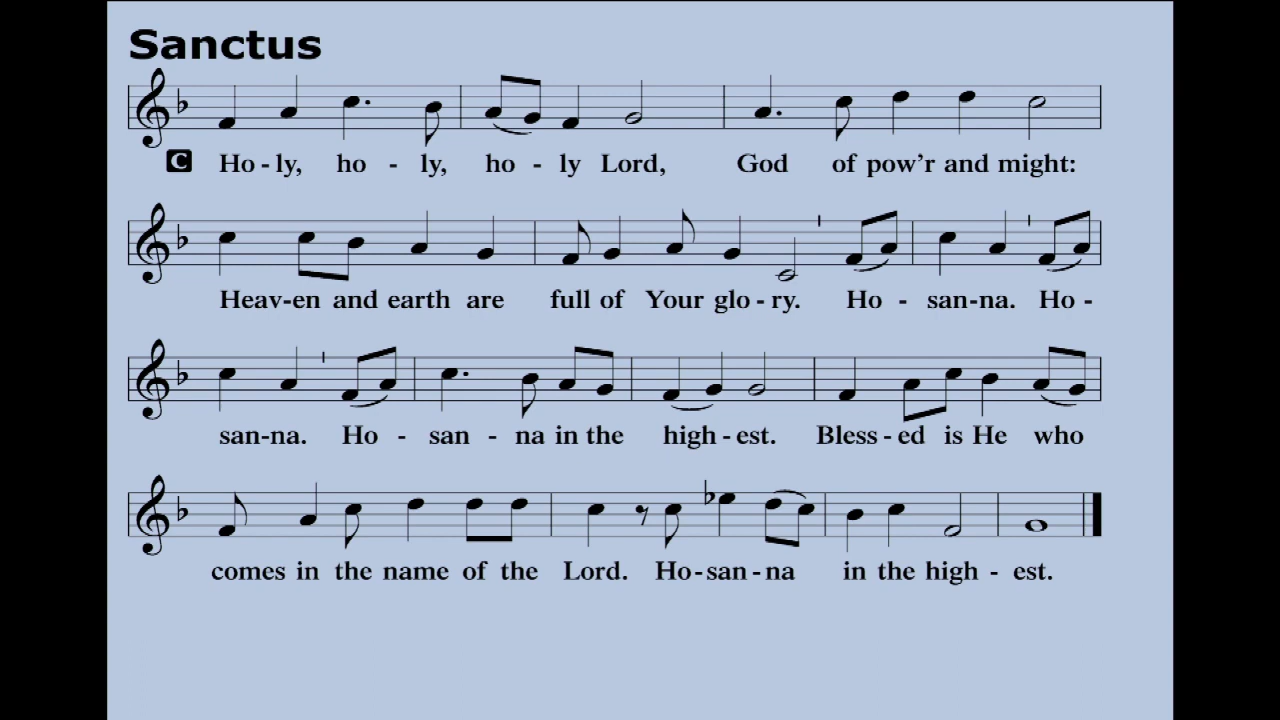 Sanctus
C Ho - ly, ho - ly, ho - ly Lord, God of pow'r and might:
Heav-en and earth are full of Your glo - ry. Ho - san-na. Ho -
san-na. Ho - san - na in the high - est. Bless - ed is He who
comes in the name of the Lord. Ho - san - na in the high - est.